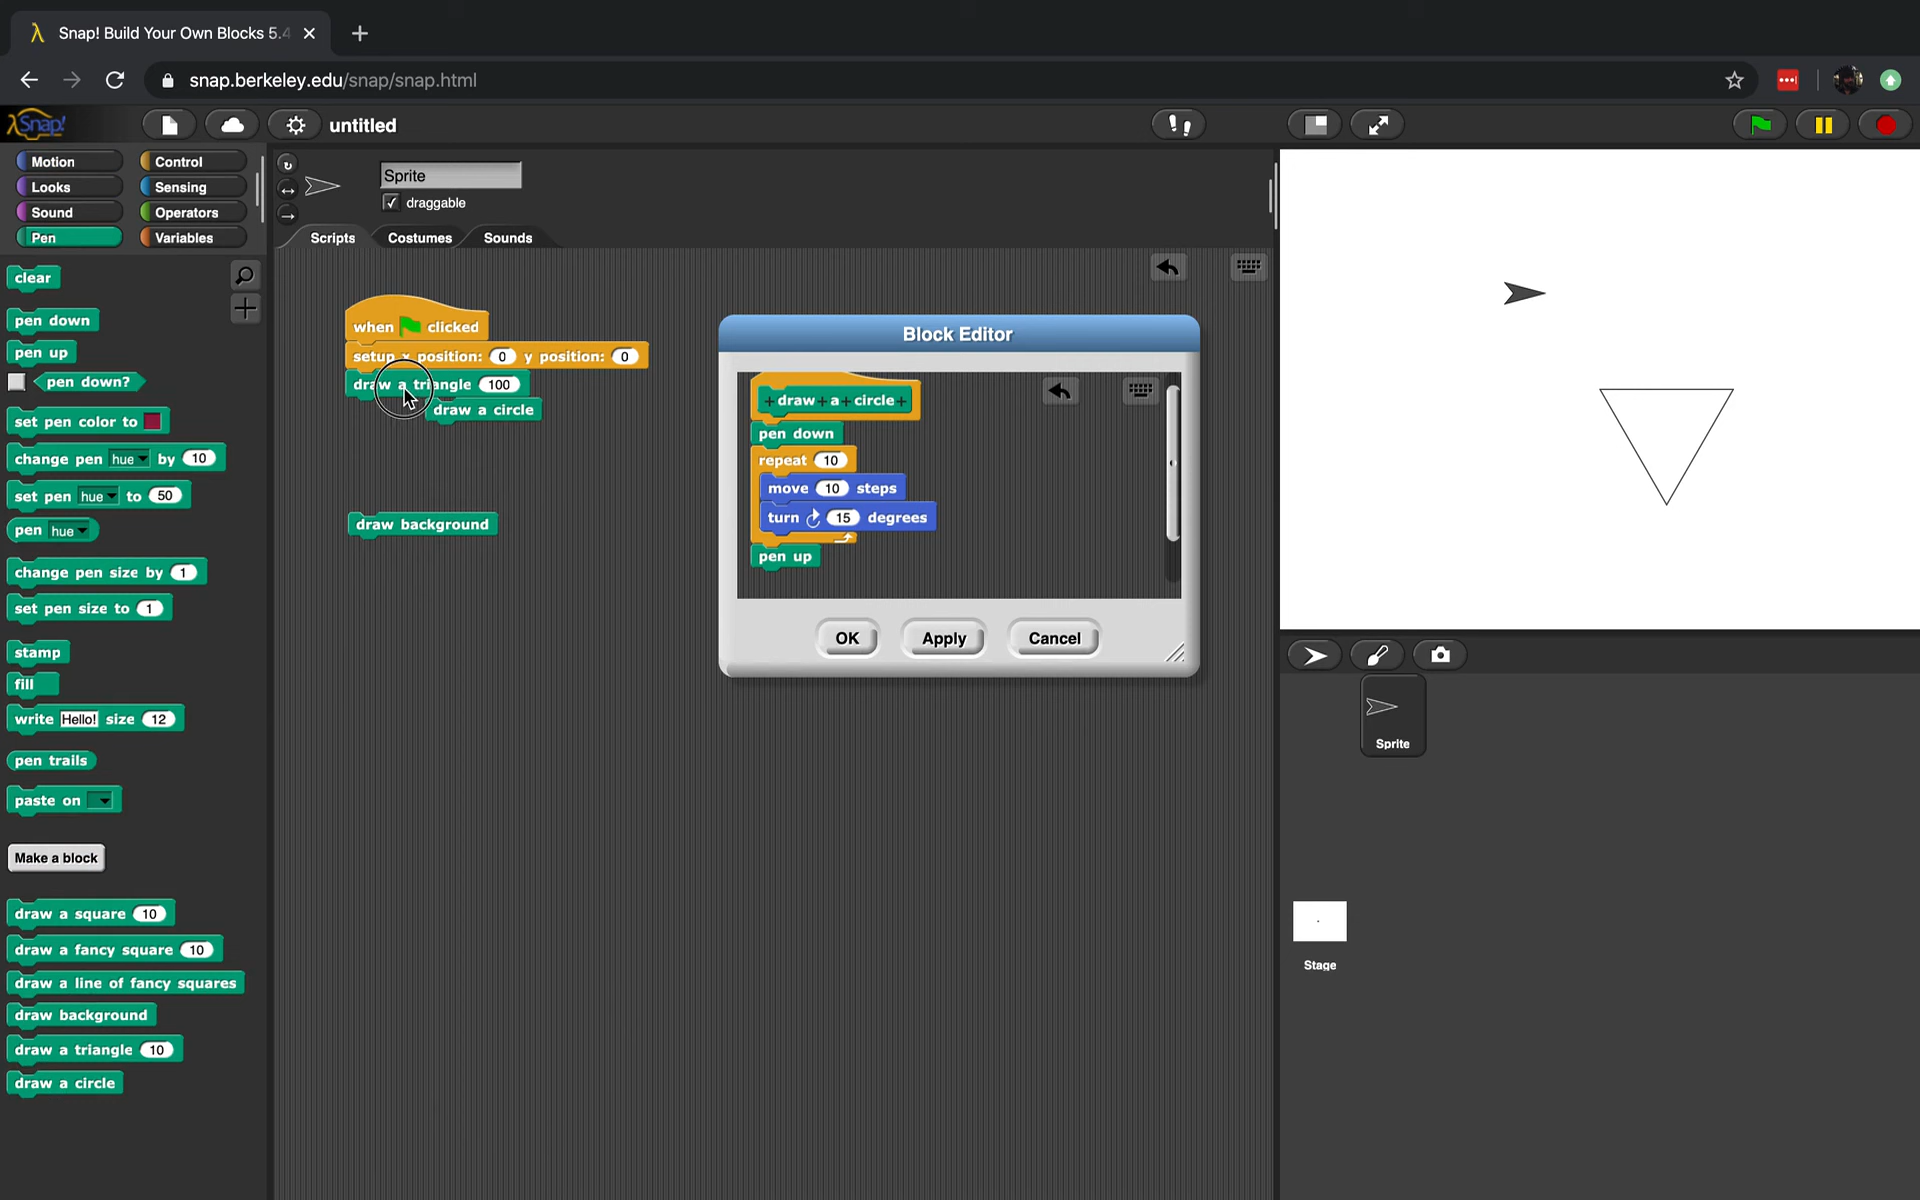 Snap! Build Your Own Blocks 5.4
snap.berkeley.edu/snap/snap.html
λSnap!
untitled
Motion
Control
Looks
Sensing
Sound
Operators
Pen
Variables
Sprite
draggable
Scripts
Costumes
Sounds
clear
pen down
pen up
pen down?
set pen color to
change pen hue by 10
set pen hue to 50
pen hue
change pen size by 1
set pen size to 1
stamp
fill
write Hello! size 12
pen trails
paste on
Make a block
draw a square 10
draw a fancy square 10
draw a line of fancy squares
draw background
draw a triangle 10
draw a circle
when clicked
setup x position: 0 y position: 0
draw a triangle 100
draw a circle
draw background
Block Editor
+draw+a+circle+
pen down
repeat 10
move 10 steps
turn 15 degrees
pen up
OK
Apply
Cancel
Sprite
Stage